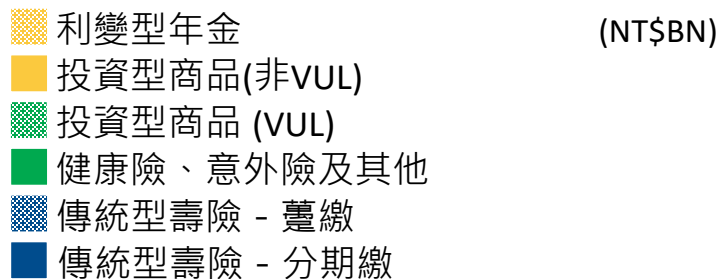 利變型年金 (NT$BN)
投資型商品(非VUL)
投資型商品 (VUL)
健康險、意外險及其他
傳統型壽險 - 躉繳
傳統型壽險 - 分期繳